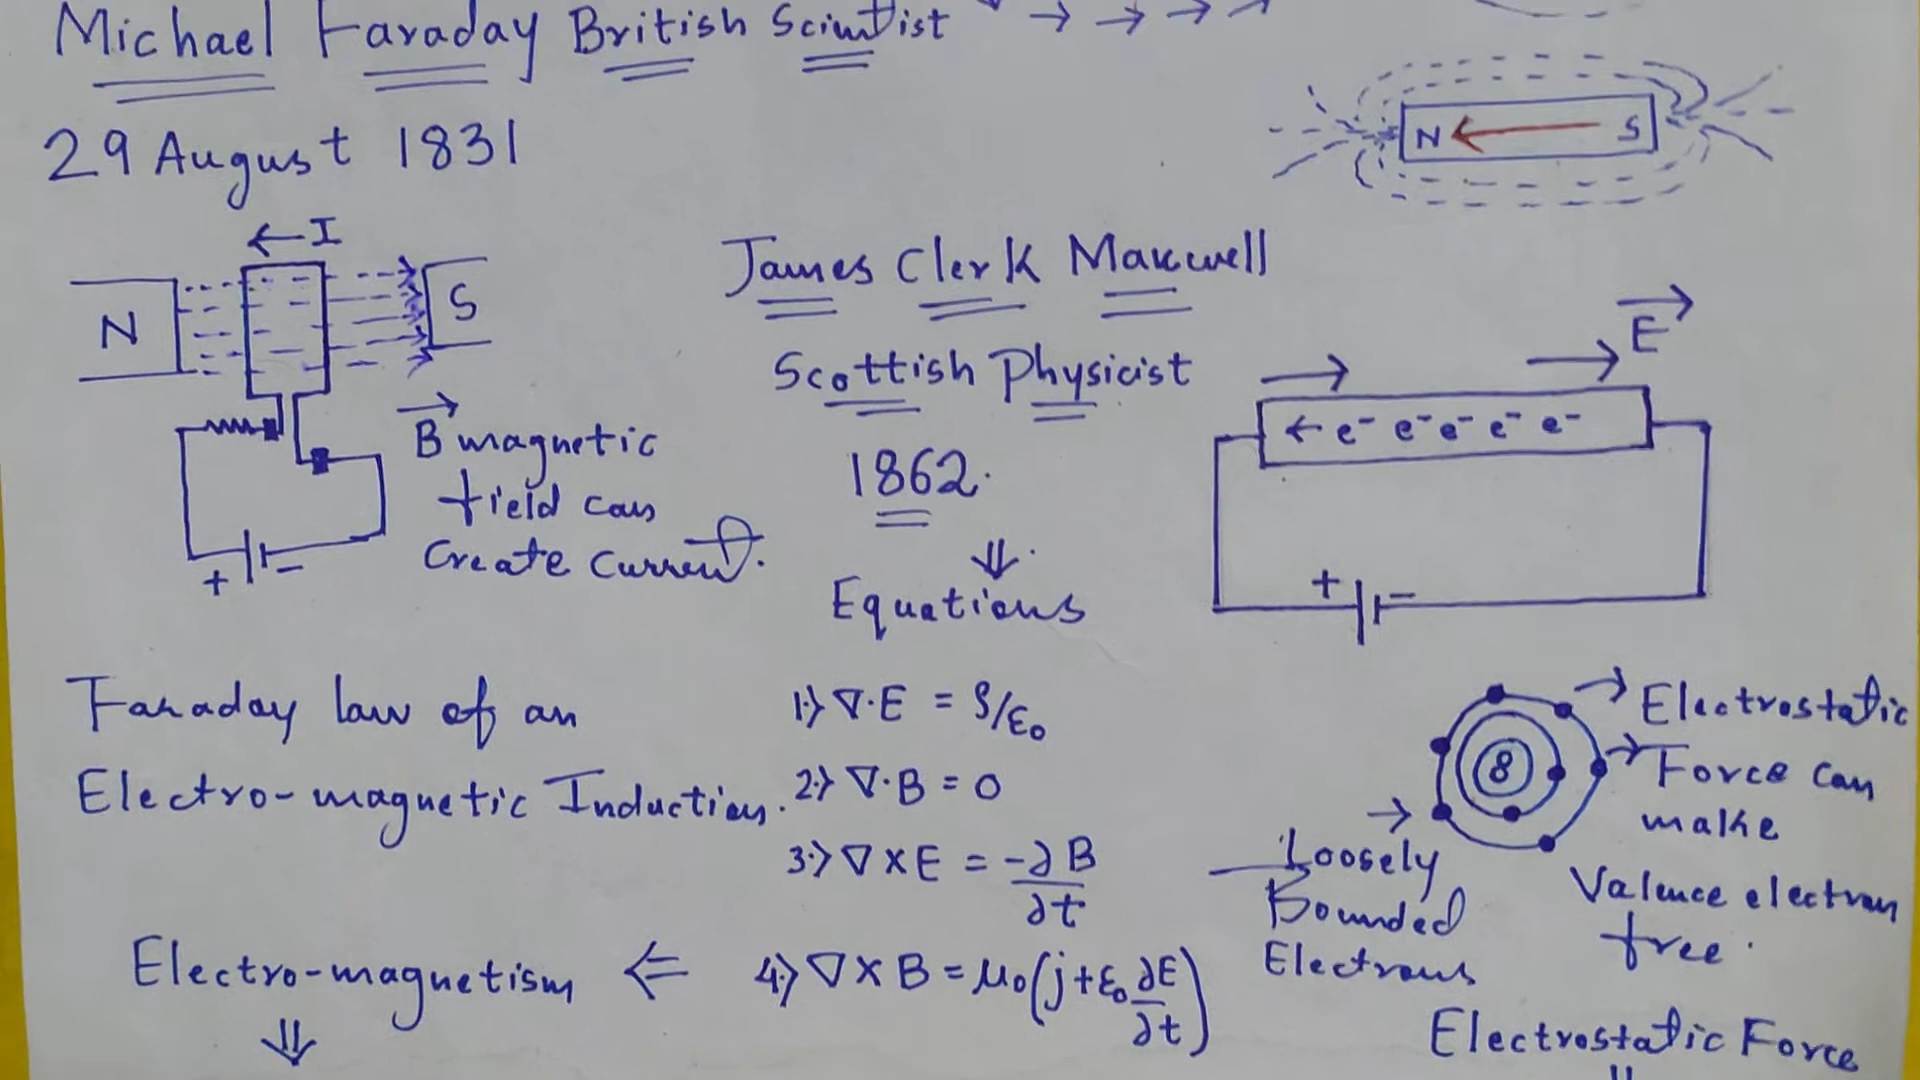 Michael Faraday British Scientist
29 August 1831
N S
← I
N S
B magnetic
field can
Create Current.
James Clerk Maxwell
Scottish Physicist
1862.
⇓
Equations
E
← e⁻ e⁻ e⁻ e⁻ e⁻
+ -
+ -
Faraday law of an
Electro-magnetic Induction.
1.) ∇·E = ρ/ε₀
2.) ∇·B = 0
3.) ∇×E = -∂B/∂t
4.) ∇×B = μ₀(j+ε₀ ∂E/∂t)
Electro-magnetism ⇐
⇓
8
→ Electrostatic
→ Force can
make
Valence electron
free.
→ Loosely
Bounded
Electrons
Electrostatic Force